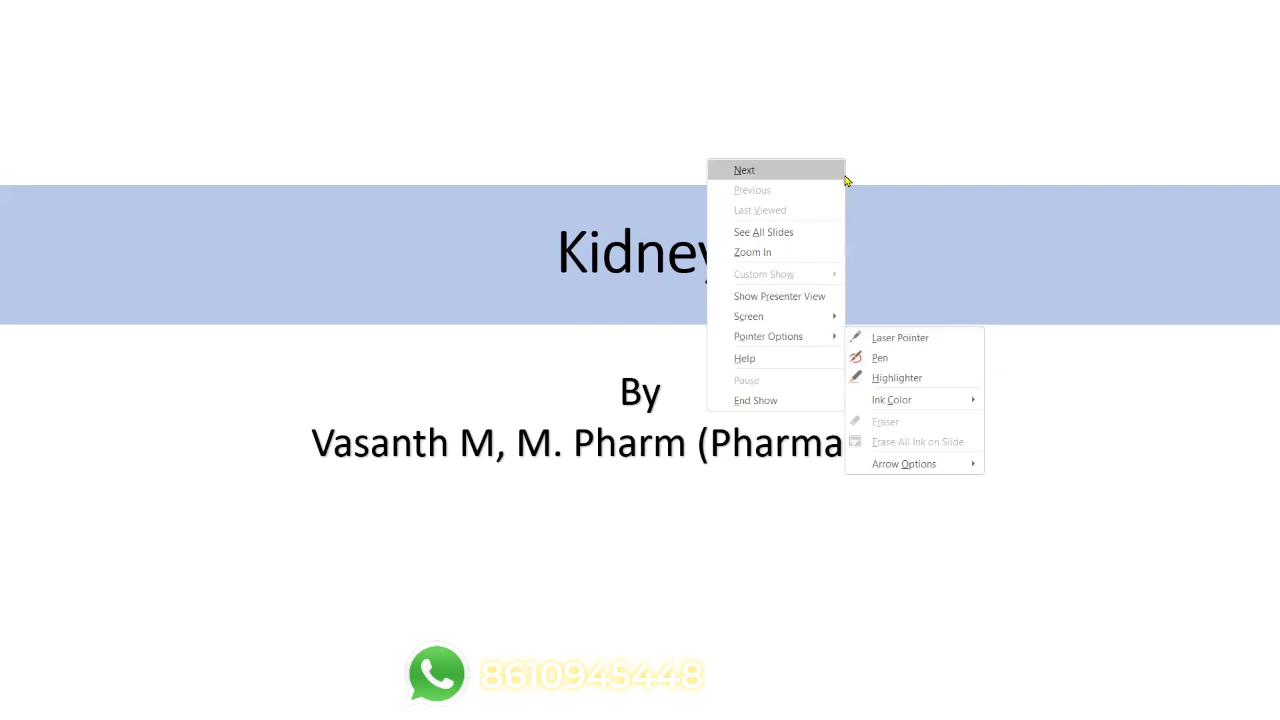 Kidney
By
Vasanth M, M. Pharm (Pharma
Next
Previous
Last Viewed
See All Slides
Zoom In
Custom Show
Show Presenter View
Screen
Pointer Options
Help
Pause
End Show
Laser Pointer
Pen
Highlighter
Ink Color
Eraser
Erase All Ink on Slide
Arrow Options
8610945448